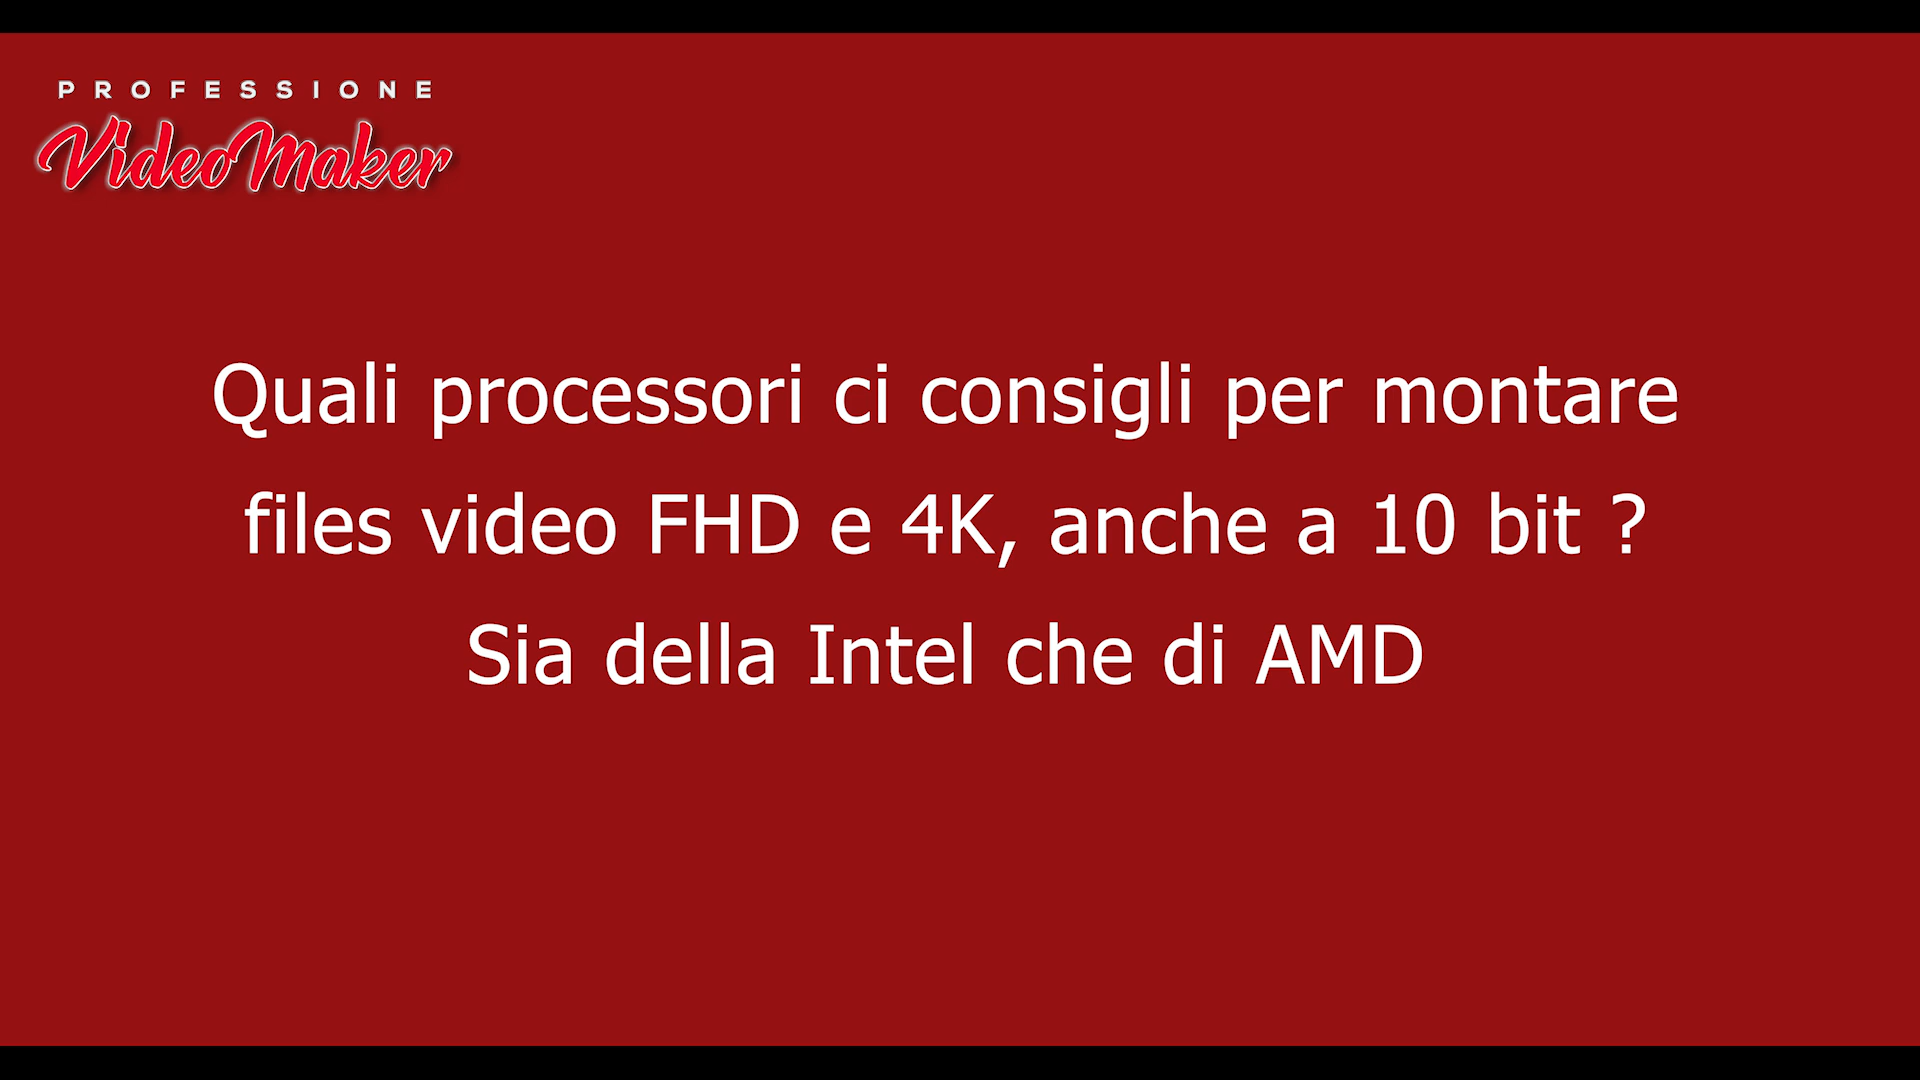 PROFESSIONE
VideoMaker
Quali processori ci consigli per montare
files video FHD e 4K, anche a 10 bit ?
Sia della Intel che di AMD